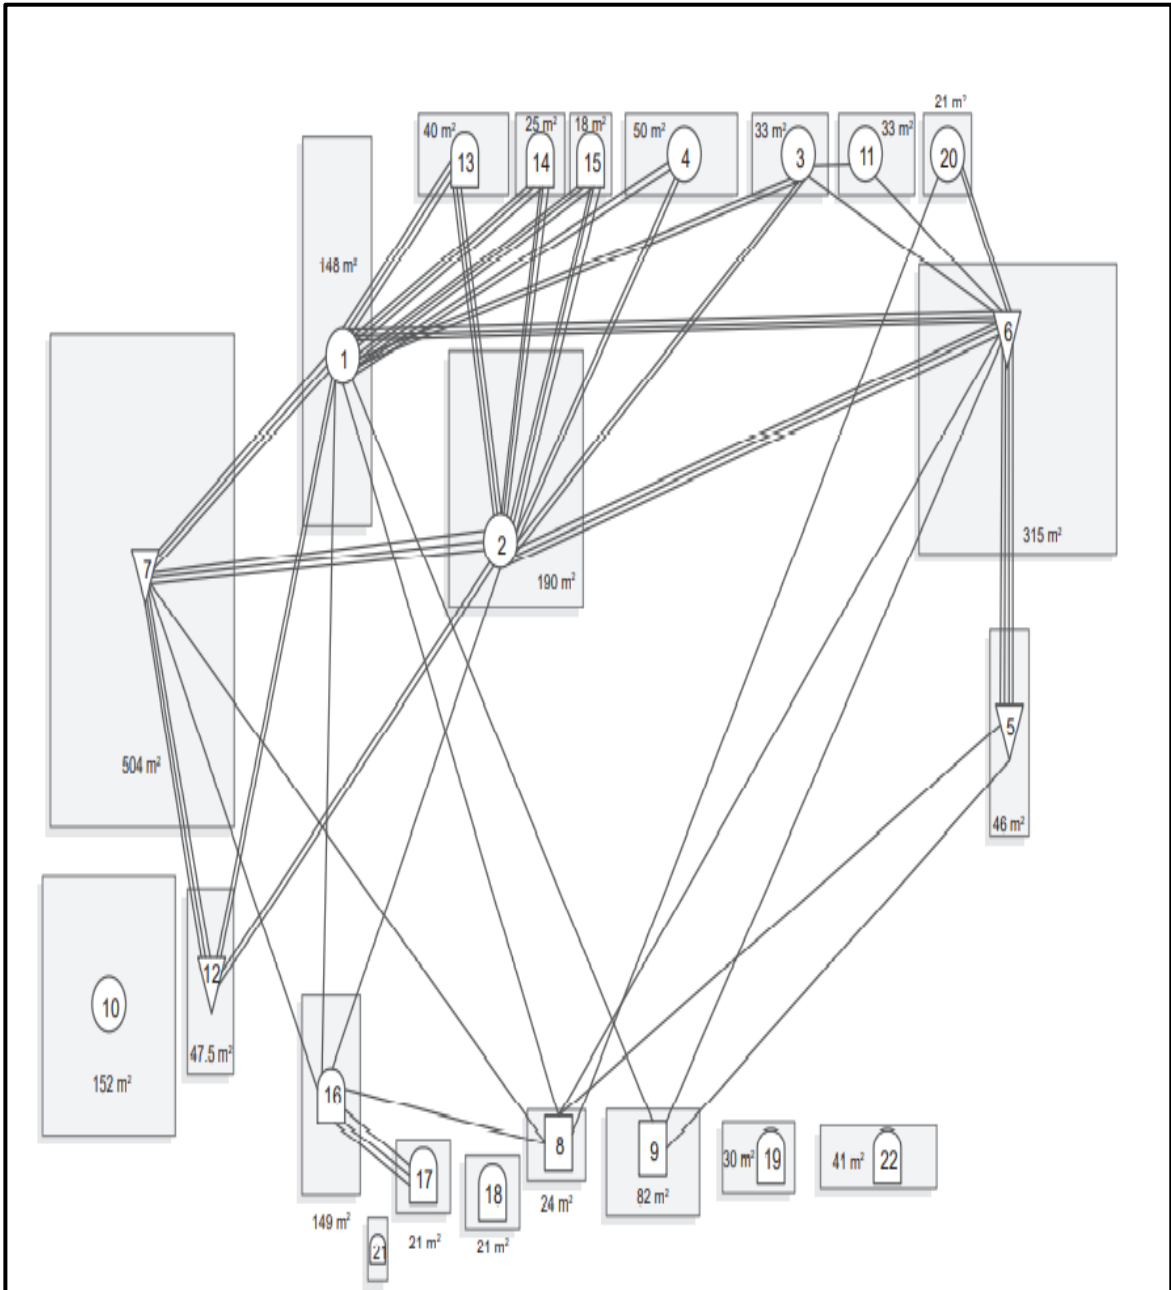 21 m²
40 m² 25 m² 18 m² 50 m² 33 m² 33 m²
13 14 15 4 3 11 20
148 m²
6
1
315 m²
2
7
190 m²
5
504 m²
46 m²
12
10
47.5 m²
152 m²
16
8 9
30 m² 19 41 m² 22
17
18
24 m² 82 m²
149 m²
21 m² 21 m²
21